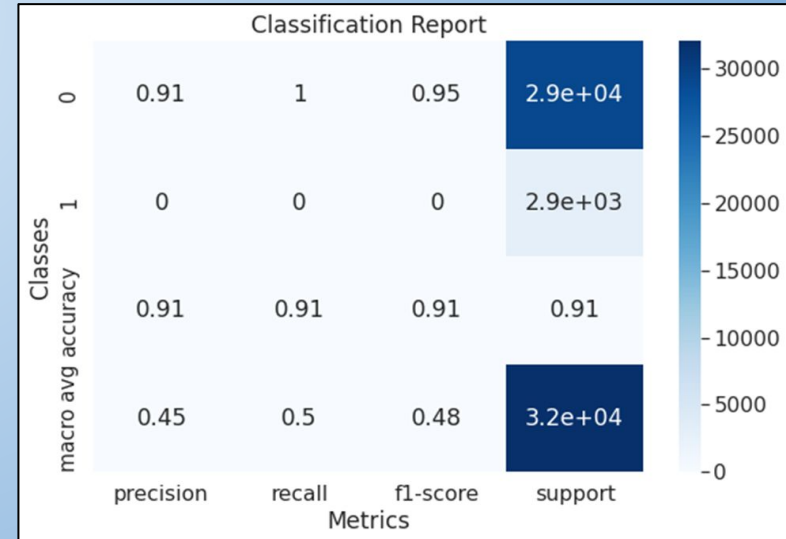 Classification Report
0 0.91 1 0.95 2.9e+04
1 0 0 0 2.9e+03
accuracy 0.91 0.91 0.91 0.91
macro avg 0.45 0.5 0.48 3.2e+04
Classes
precision recall f1-score support
Metrics
30000
25000
20000
15000
10000
5000
0